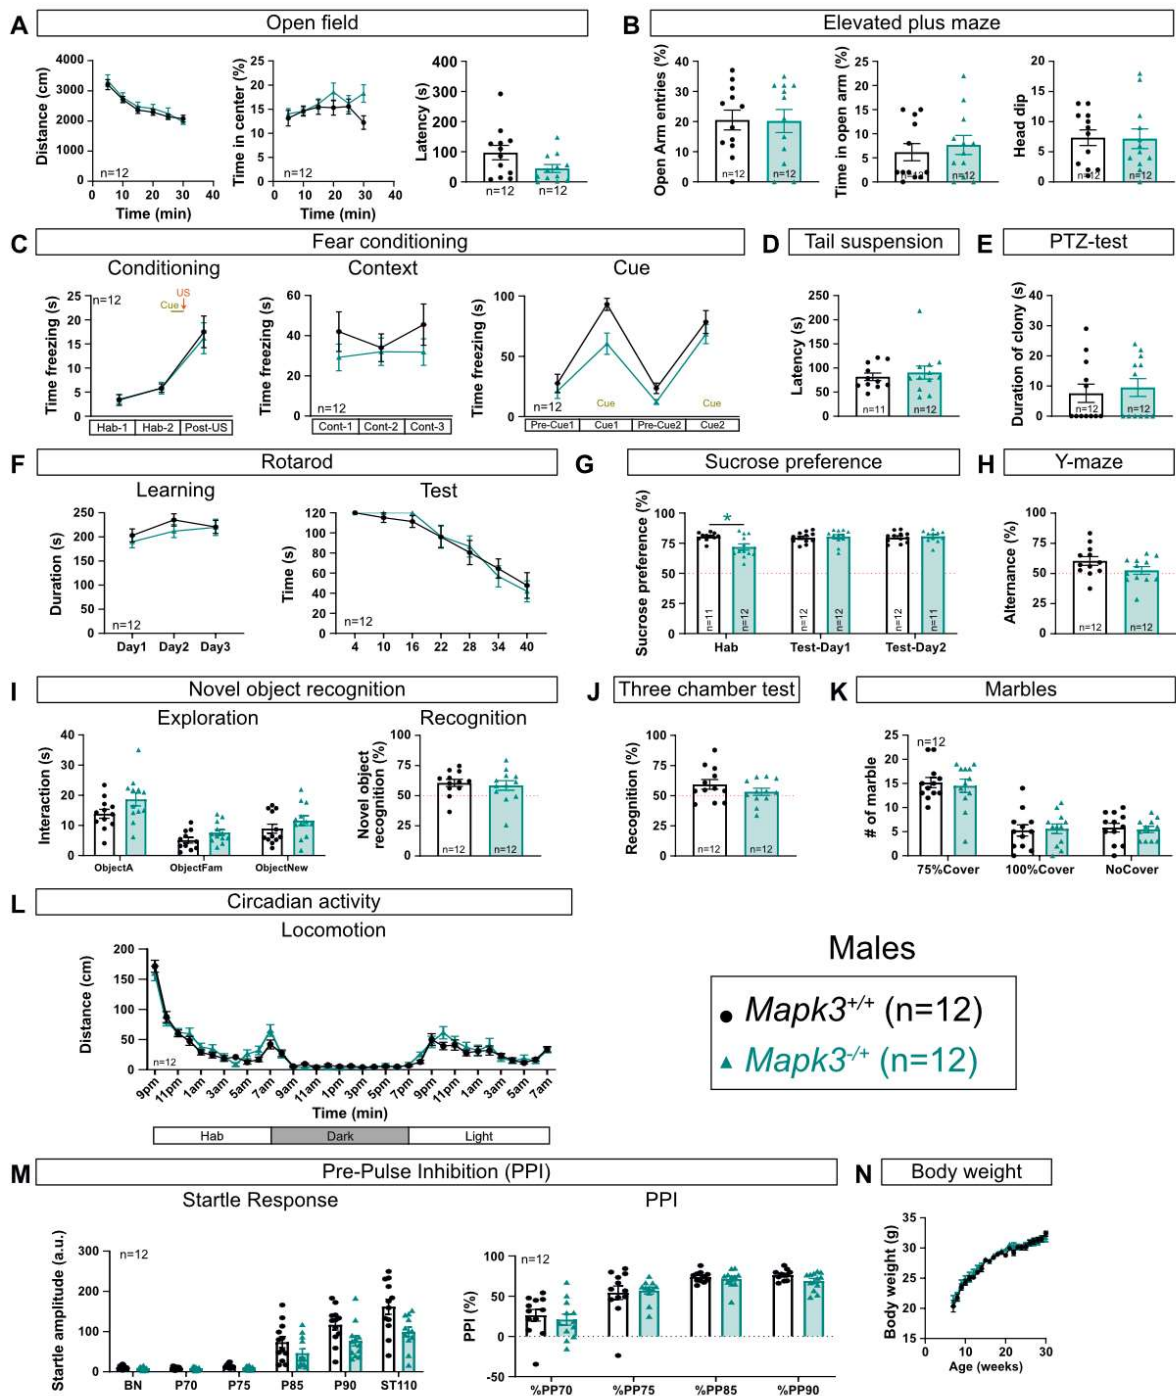 A Open field
B Elevated plus maze
Distance (cm)
4000
3000
2000
1000
0
n=12
0 10 20 30 40
Time (min)
Time in center (%)
25
20
15
10
5
0
n=12
0 10 20 30 40
Time (min)
Latency (s)
400
300
200
100
0
n=12 n=12
Open Arm entries (%)
40
30
20
10
0
n=12 n=12
Time in open arm (%)
25
20
15
10
5
0
n=12 n=12
Head dip
20
15
10
5
0
n=12 n=12
C Fear conditioning
D Tail suspension
E PTZ-test
Conditioning
Time freezing (s)
25
20
15
10
5
0
n=12
US
Cue
Hab-1 Hab-2 Post-US
Context
Time freezing (s)
60
40
20
0
n=12
Cont-1 Cont-2 Cont-3
Cue
Time freezing (s)
100
50
0
n=12
Cue Cue
Pre-Cue1 Cue1 Pre-Cue2 Cue2
Latency (s)
250
200
150
100
50
0
n=11 n=12
Duration of clony (s)
40
30
20
10
0
n=12 n=12
F Rotarod
G Sucrose preference
H Y-maze
Learning
Duration (s)
250
200
150
100
50
0
n=12
Day1 Day2 Day3
Test
Time (s)
120
100
80
60
40
20
0
n=12
4 10 16 22 28 34 40
Sucrose preference (%)
100
75
50
25
0
*
n=11 n=12 n=12 n=12 n=12 n=11
Hab Test-Day1 Test-Day2
Alternance (%)
100
75
50
25
0
n=12 n=12
I Novel object recognition
J Three chamber test
K Marbles
Exploration
Interaction (s)
40
30
20
10
0
ObjectA ObjectFam ObjectNew
Recognition
Novel object
recognition (%)
100
75
50
25
0
n=12 n=12
Recognition (%)
100
75
50
25
0
n=12 n=12
# of marble
25
20
15
10
5
0
n=12
75%Cover 100%Cover NoCover
L Circadian activity
Locomotion
Distance (cm)
200
150
100
50
0
n=12
9pm 11pm 1am 3am 5am 7am 9am 11am 1pm 3pm 5pm 7pm 9pm 11pm 1am 3am 5am 7am
Time (min)
Hab Dark Light
Males
Mapk3+/+ (n=12)
Mapk3-/+ (n=12)
M Pre-Pulse Inhibition (PPI)
N Body weight
Startle Response
Startle amplitude (a.u.)
300
200
100
0
n=12
BN P70 P75 P85 P90 ST110
PPI
PPI (%)
100
50
0
-50
n=12
%PP70 %PP75 %PP85 %PP90
Body weight (g)
35
30
25
20
15
0 10 20 30
Age (weeks)